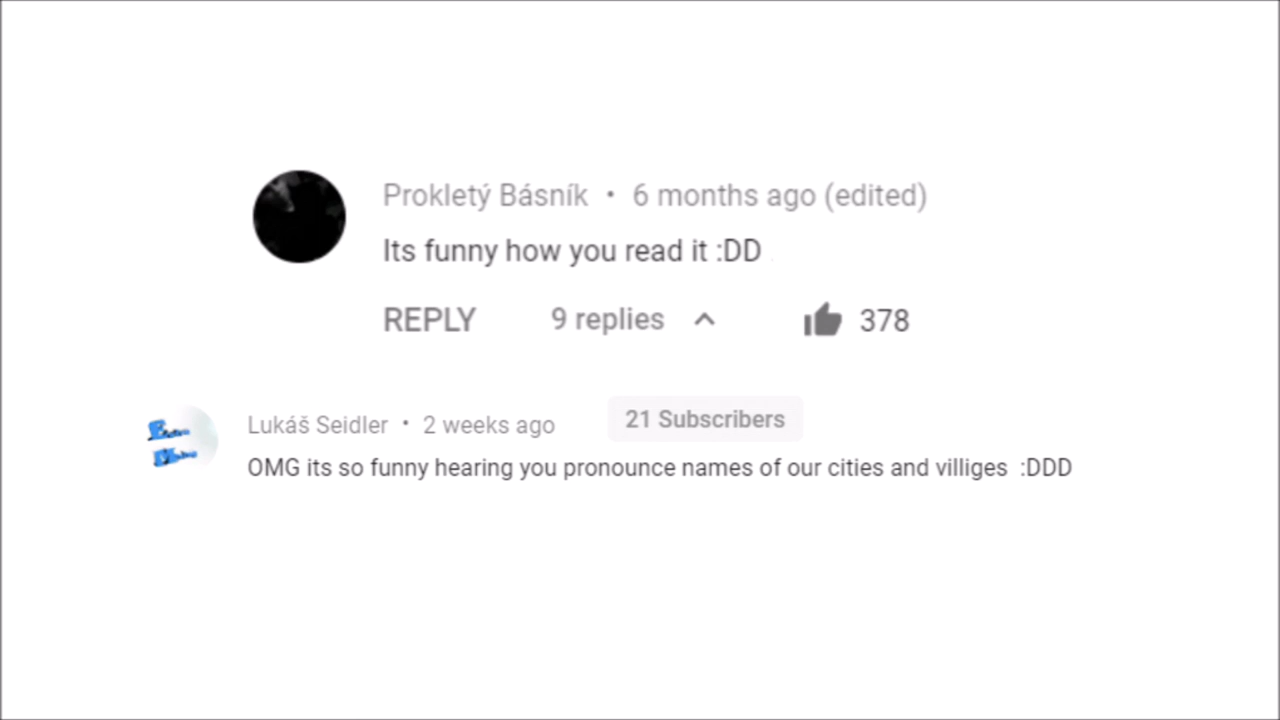 Prokletý Básník • 6 months ago (edited)
Its funny how you read it :DD
REPLY 9 replies 378
Lukáš Seidler • 2 weeks ago 21 Subscribers
OMG its so funny hearing you pronounce names of our cities and villiges :DDD